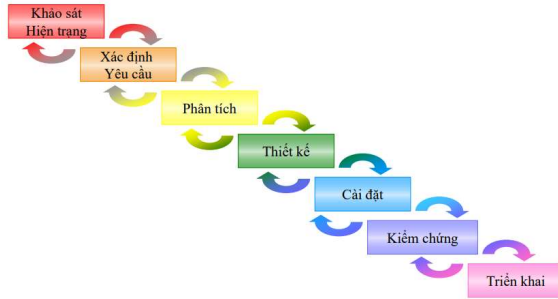 Khảo sát
Hiện trạng
Xác định
Yêu cầu
Phân tích
Thiết kế
Cài đặt
Kiểm chứng
Triển khai